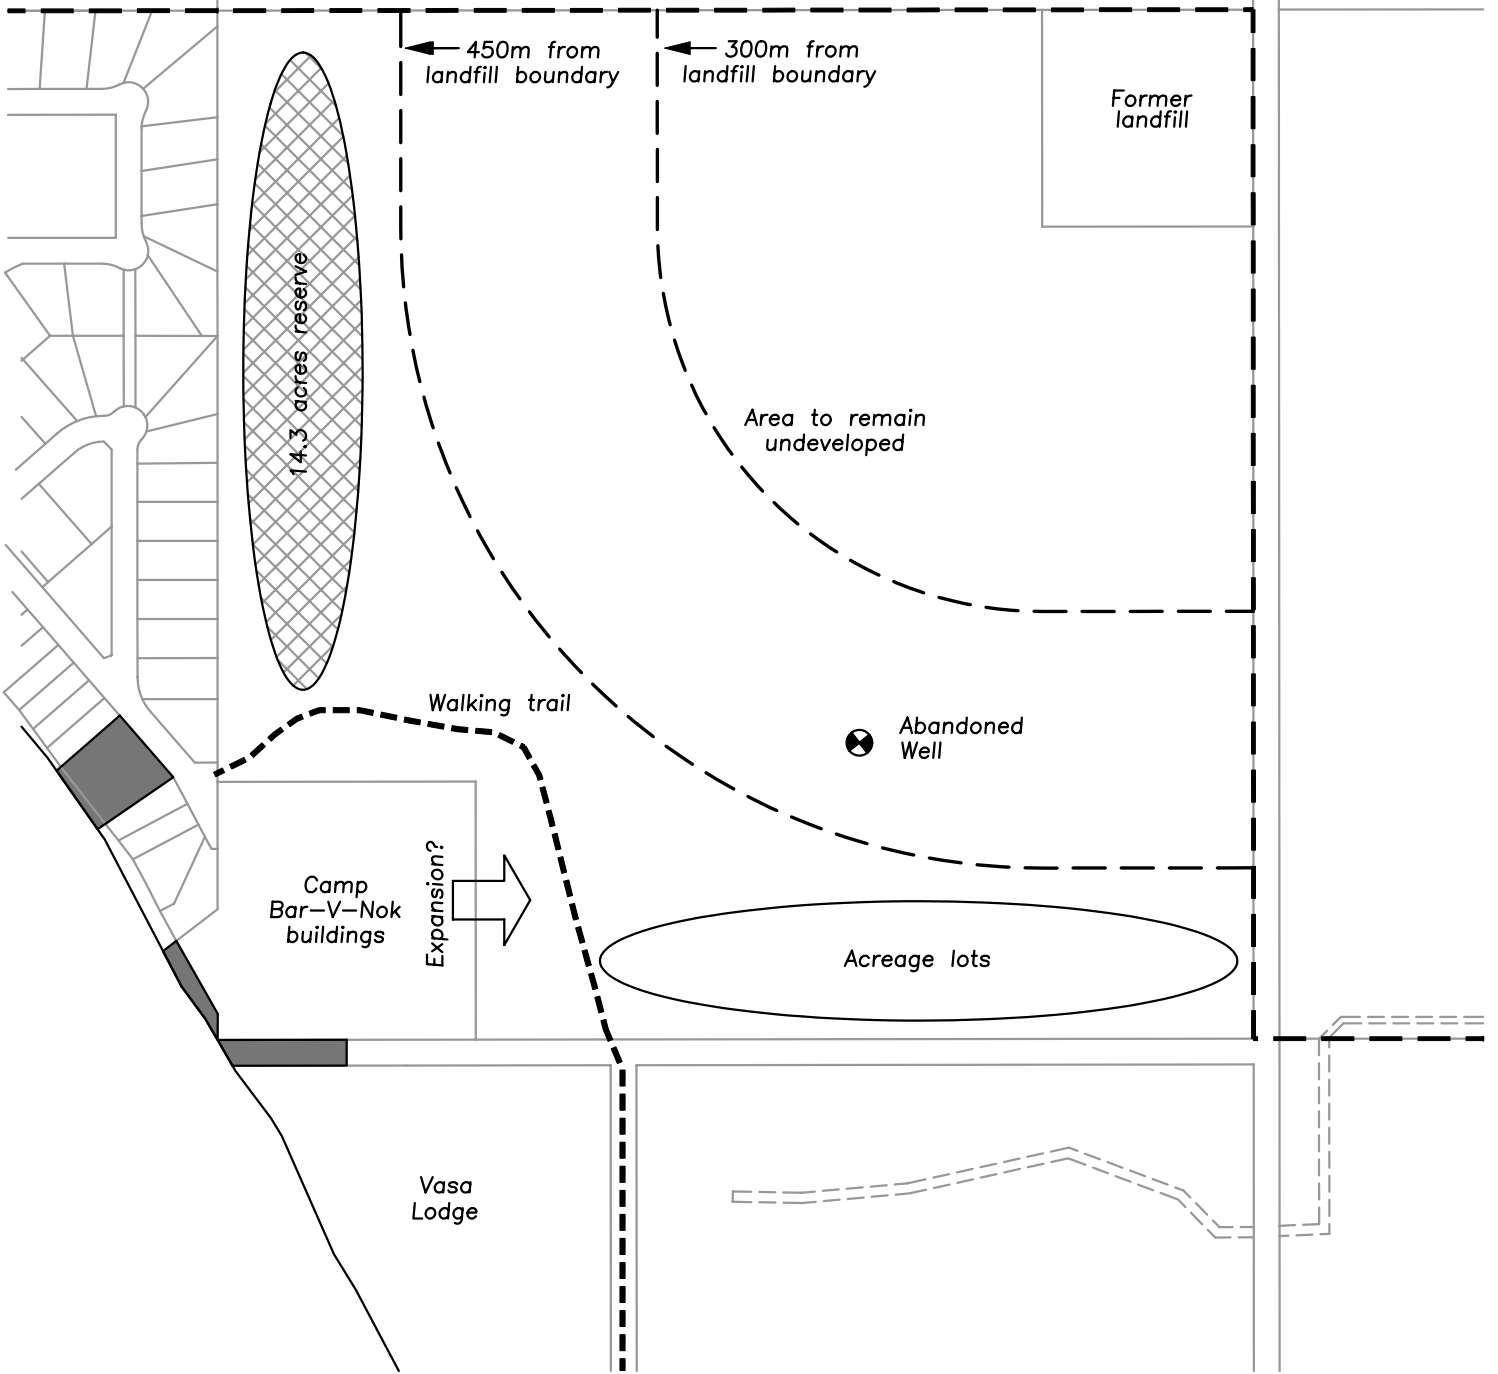 450m from
landfill boundary
300m from
landfill boundary
Former
landfill
14.3 acres reserve
Area to remain
undeveloped
Walking trail
Abandoned
Well
Camp
Bar-V-Nok
buildings
Expansion?
Acreage lots
Vasa
Lodge